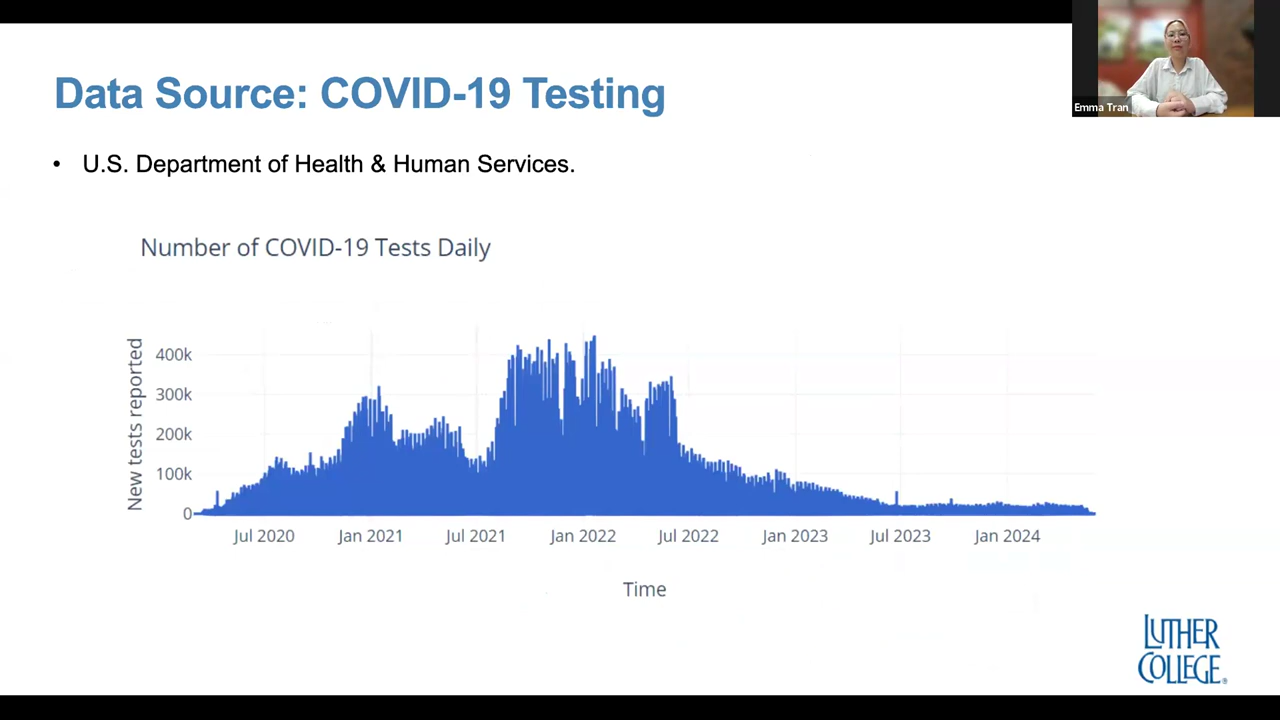 Data Source: COVID-19 Testing
Emma Tran
• U.S. Department of Health & Human Services.
Number of COVID-19 Tests Daily
New tests reported
400k
300k
200k
100k
0
Jul 2020 Jan 2021 Jul 2021 Jan 2022 Jul 2022 Jan 2023 Jul 2023 Jan 2024
Time
LUTHER
COLLEGE®